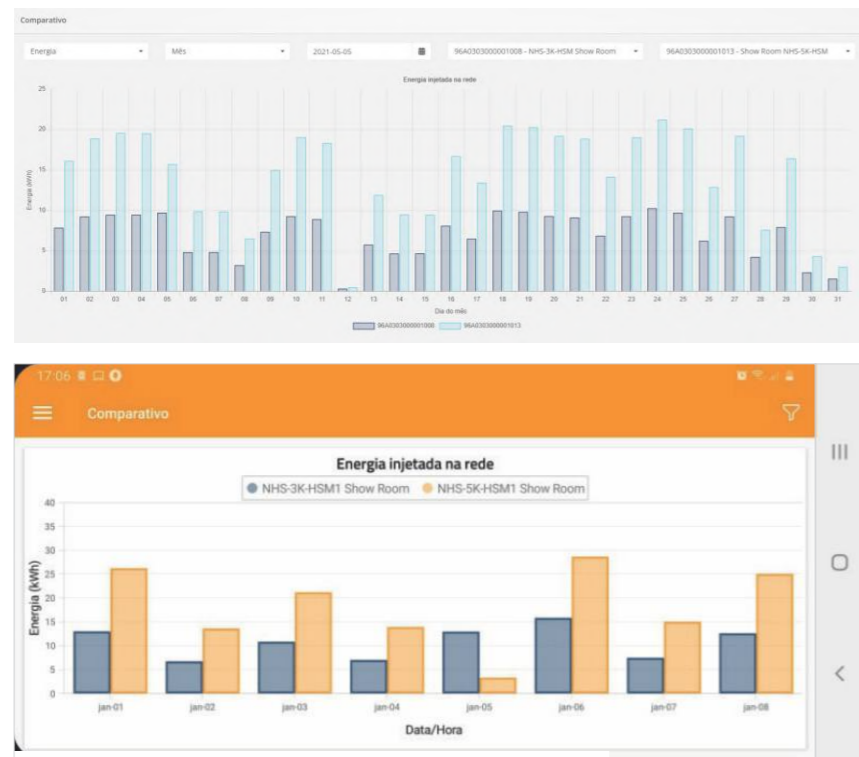 Comparativo
Energia Mês 2021-05-05 96A0303000001008 - NHS-3K-HSM Show Room 96A0303000001013 - Show Room NHS-5K-HSM
Energia injetada na rede
Energia (kWh)
25
20
15
10
5
0
01 02 03 04 05 06 07 08 09 10 11 12 13 14 15 16 17 18 19 20 21 22 23 24 25 26 27 28 29 30 31
Dia do mês
96A0303000001008 96A0303000001013
17:06
Comparativo
Energia injetada na rede
NHS-3K-HSM1 Show Room NHS-5K-HSM1 Show Room
Energia (kWh)
40
35
30
25
20
15
10
5
0
jan-01 jan-02 jan-03 jan-04 jan-05 jan-06 jan-07 jan-08
Data/Hora